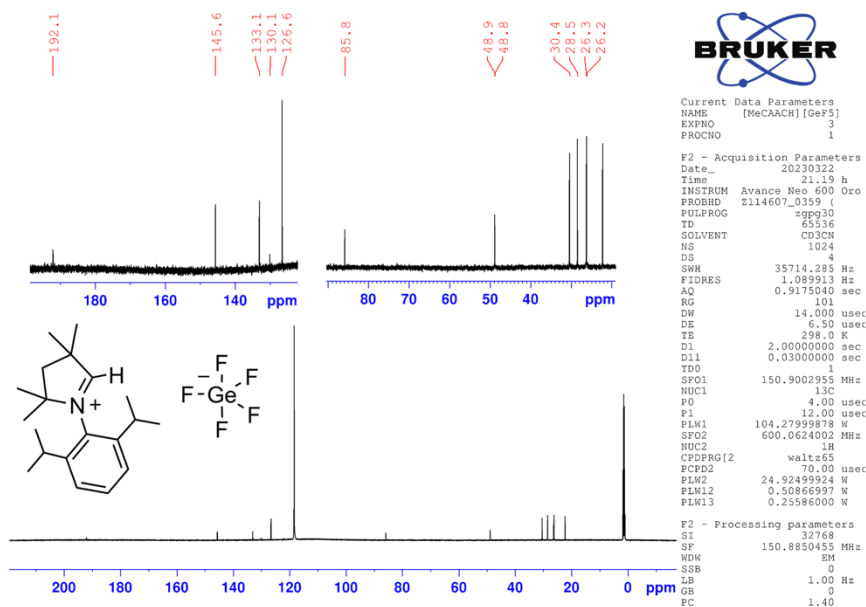 192.1
145.6
133.1
130.1
126.6
85.8
48.9
48.8
30.4
28.5
26.3
26.2
BRUKER
180 160 140 ppm
80 60 40 ppm
H
N
+
−
F
F
F
Ge
F
F
200 180 160 140 120 100 80 60 40 20 0 ppm
Current Data Parameters
NAME [MeCAACH][GeF5]
EXPNO 3
PROCNO 1
F2 - Acquisition Parameters
Date_ 20230322
Time 21.19 h
INSTRUM Avance Neo 600 Oro
PROBHD Z114607_0359 (
PULPROG zgpg30
TD 65536
SOLVENT CD3CN
NS 1024
DS 4
SWH 35714.285 Hz
FIDRES 1.089913 Hz
AQ 0.9175040 sec
RG 101
DW 14.000 usec
DE 6.50 usec
TE 298.0 K
D1 2.00000000 sec
D11 0.03000000 sec
TD0 1
SFO1 150.9002955 MHz
NUC1 13C
P0 4.00 usec
P1 12.00 usec
PLW1 104.27999878 W
SFO2 600.0624002 MHz
NUC2 1H
CPDPRG[2 waltz65
PCPD2 70.00 usec
PLW2 24.92499924 W
PLW12 0.50866997 W
PLW13 0.25586000 W
F2 - Processing parameters
SI 32768
SF 150.8850455 MHz
WDW EM
SSB 0
LB 1.00 Hz
GB 0
PC 1.40